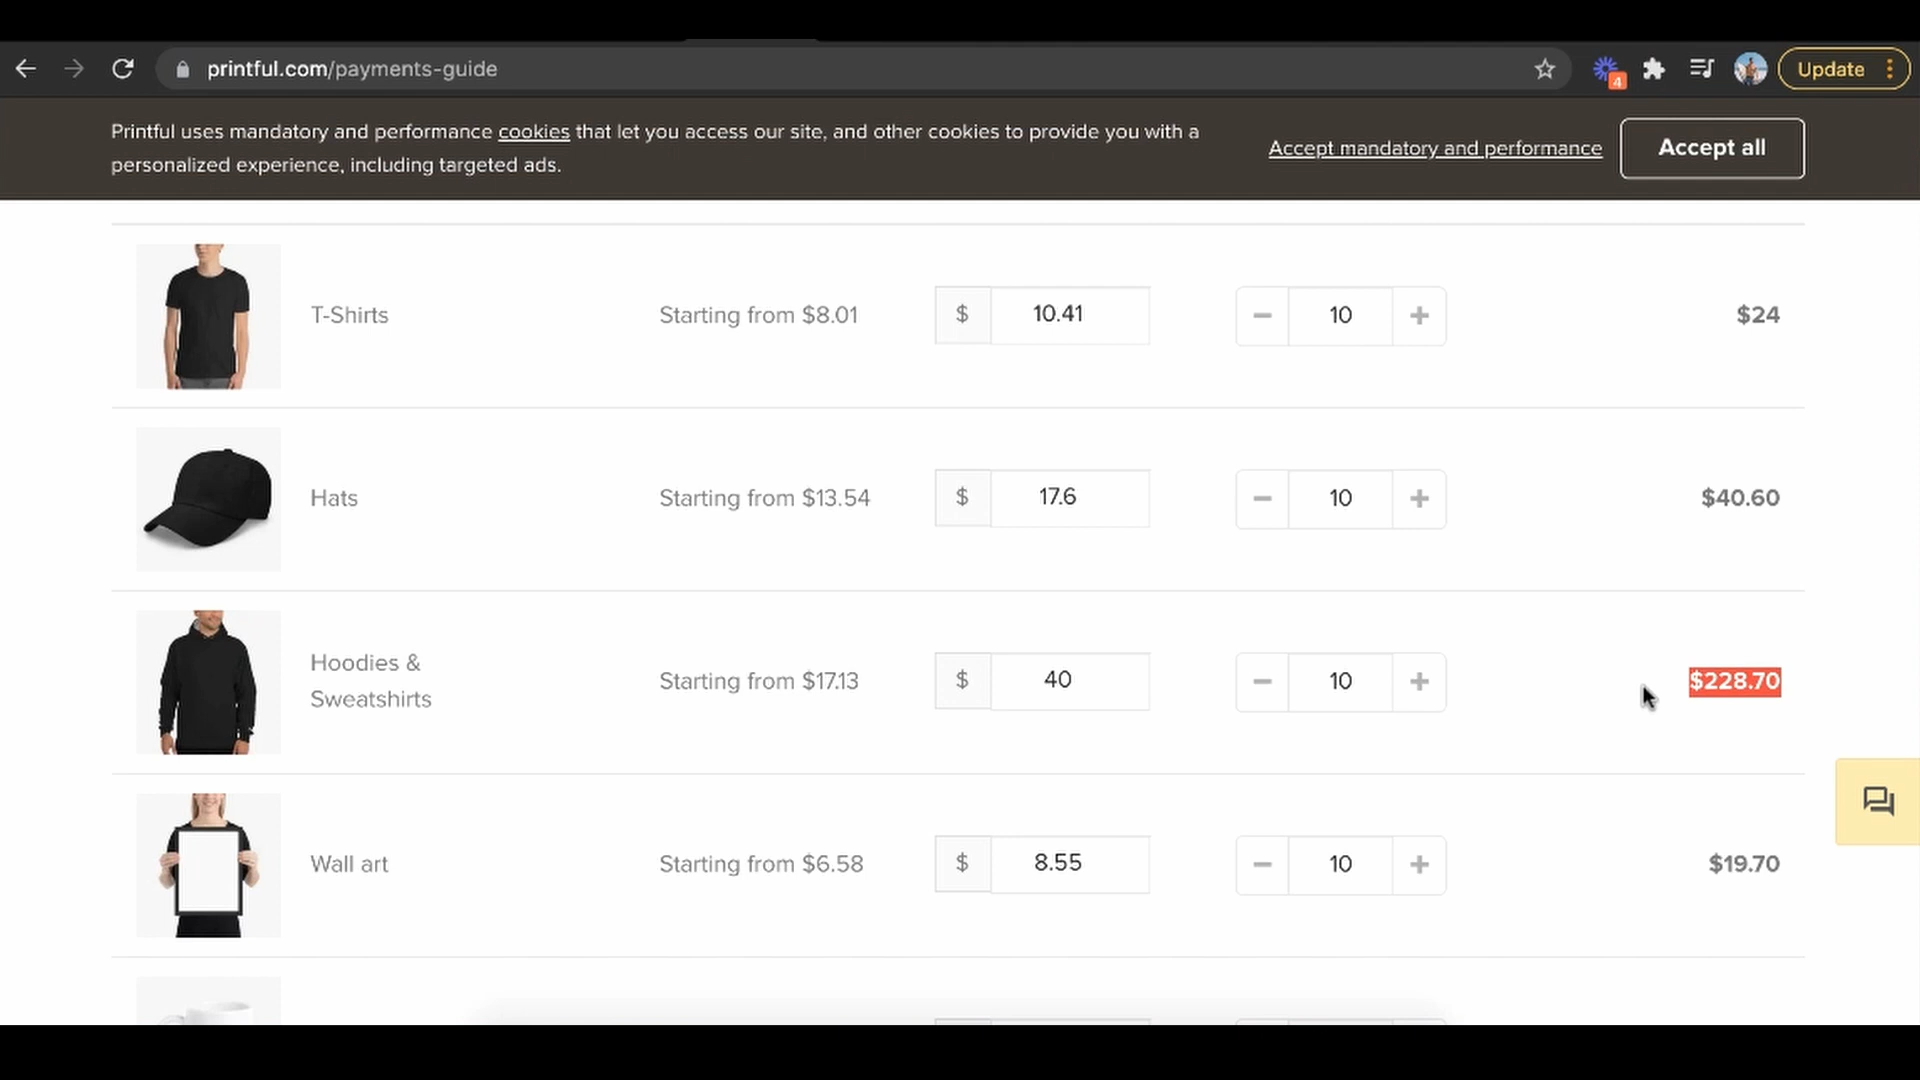 printful.com/payments-guide
4
Update
Printful uses mandatory and performance cookies that let you access our site, and other cookies to provide you with a
personalized experience, including targeted ads.
Accept mandatory and performance
Accept all
T-Shirts
Starting from $8.01
$ 10.41
10
$24
Hats
Starting from $13.54
$ 17.6
10
$40.60
Hoodies &
Sweatshirts
Starting from $17.13
$ 40
10
$228.70
Wall art
Starting from $6.58
$ 8.55
10
$19.70